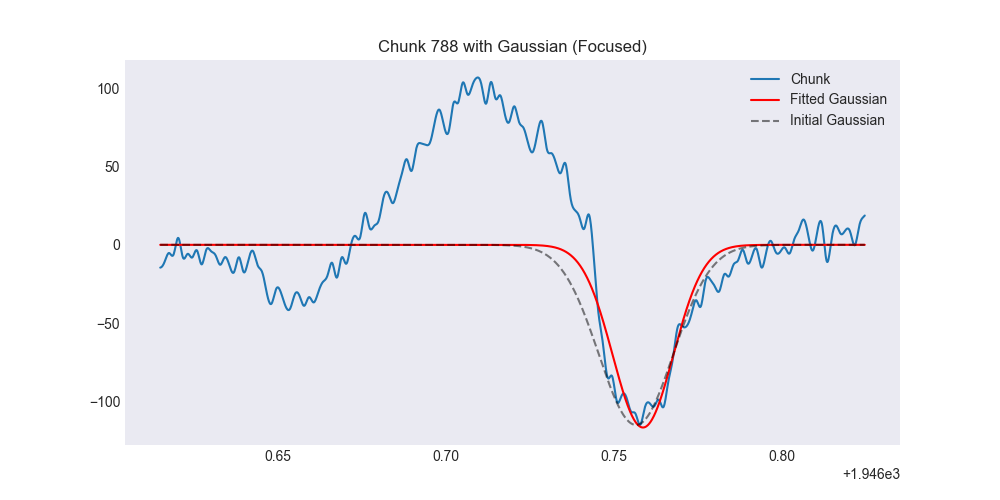 Chunk 788 with Gaussian (Focused)
Chunk
Fitted Gaussian
Initial Gaussian
100
50
0
−50
−100
0.65 0.70 0.75 0.80
+1.946e3